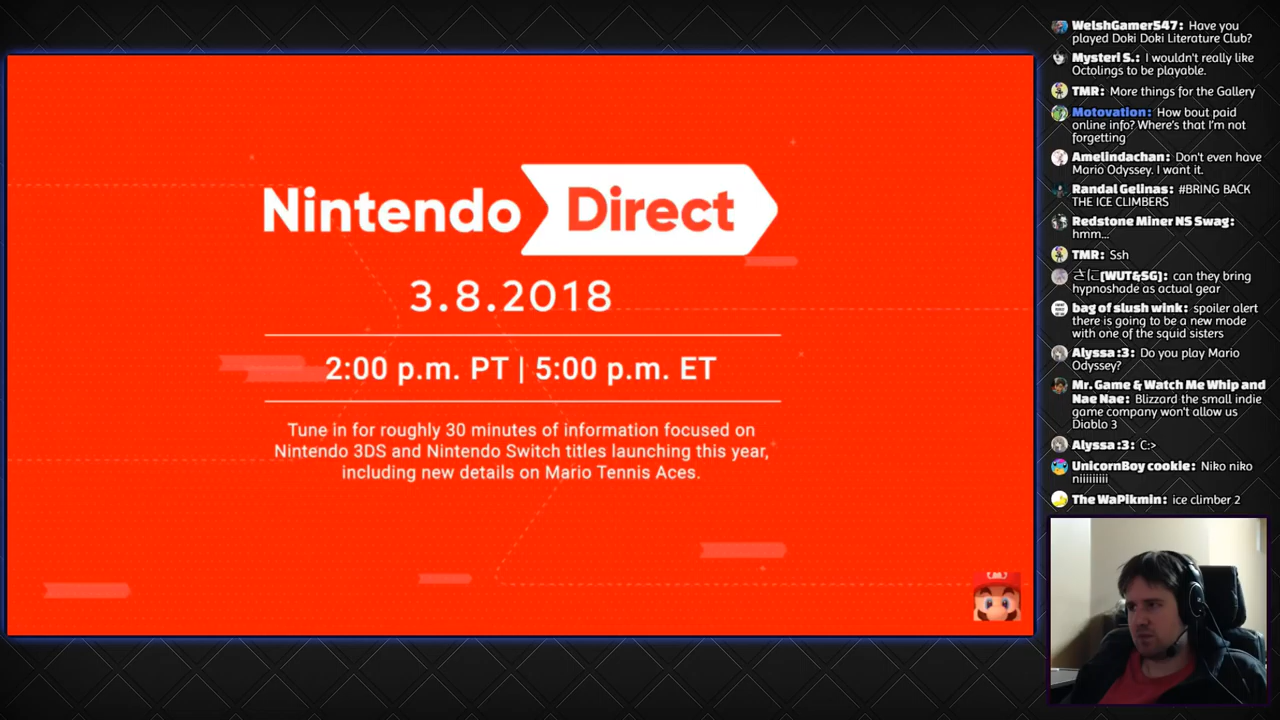 Nintendo Direct
3.8.2018
2:00 p.m. PT | 5:00 p.m. ET
Tune in for roughly 30 minutes of information focused on
Nintendo 3DS and Nintendo Switch titles launching this year,
including new details on Mario Tennis Aces.
WelshGamer547: Have you
played Doki Doki Literature Club?
Mysteri S.: I wouldn't really like
Octolings to be playable.
TMR: More things for the Gallery
Motovation: How bout paid
online info? Where's that I'm not
forgetting
Amelindachan: Don't even have
Mario Odyssey. I want it.
Randal Gelinas: #BRING BACK
THE ICE CLIMBERS
Redstone Miner NS Swag:
hmm...
TMR: Ssh
さに[WUT&SG]: can they bring
hypnoshade as actual gear
bag of slush wink: spoiler alert
there is going to be a new mode
with one of the squid sisters
Alyssa :3: Do you play Mario
Odyssey?
Mr. Game & Watch Me Whip and
Nae Nae: Blizzard the small indie
game company won't allow us
Diablo 3
Alyssa :3: C:>
UnicornBoy cookie: Niko niko
niiiiiiiii
The WaPikmin: ice climber 2